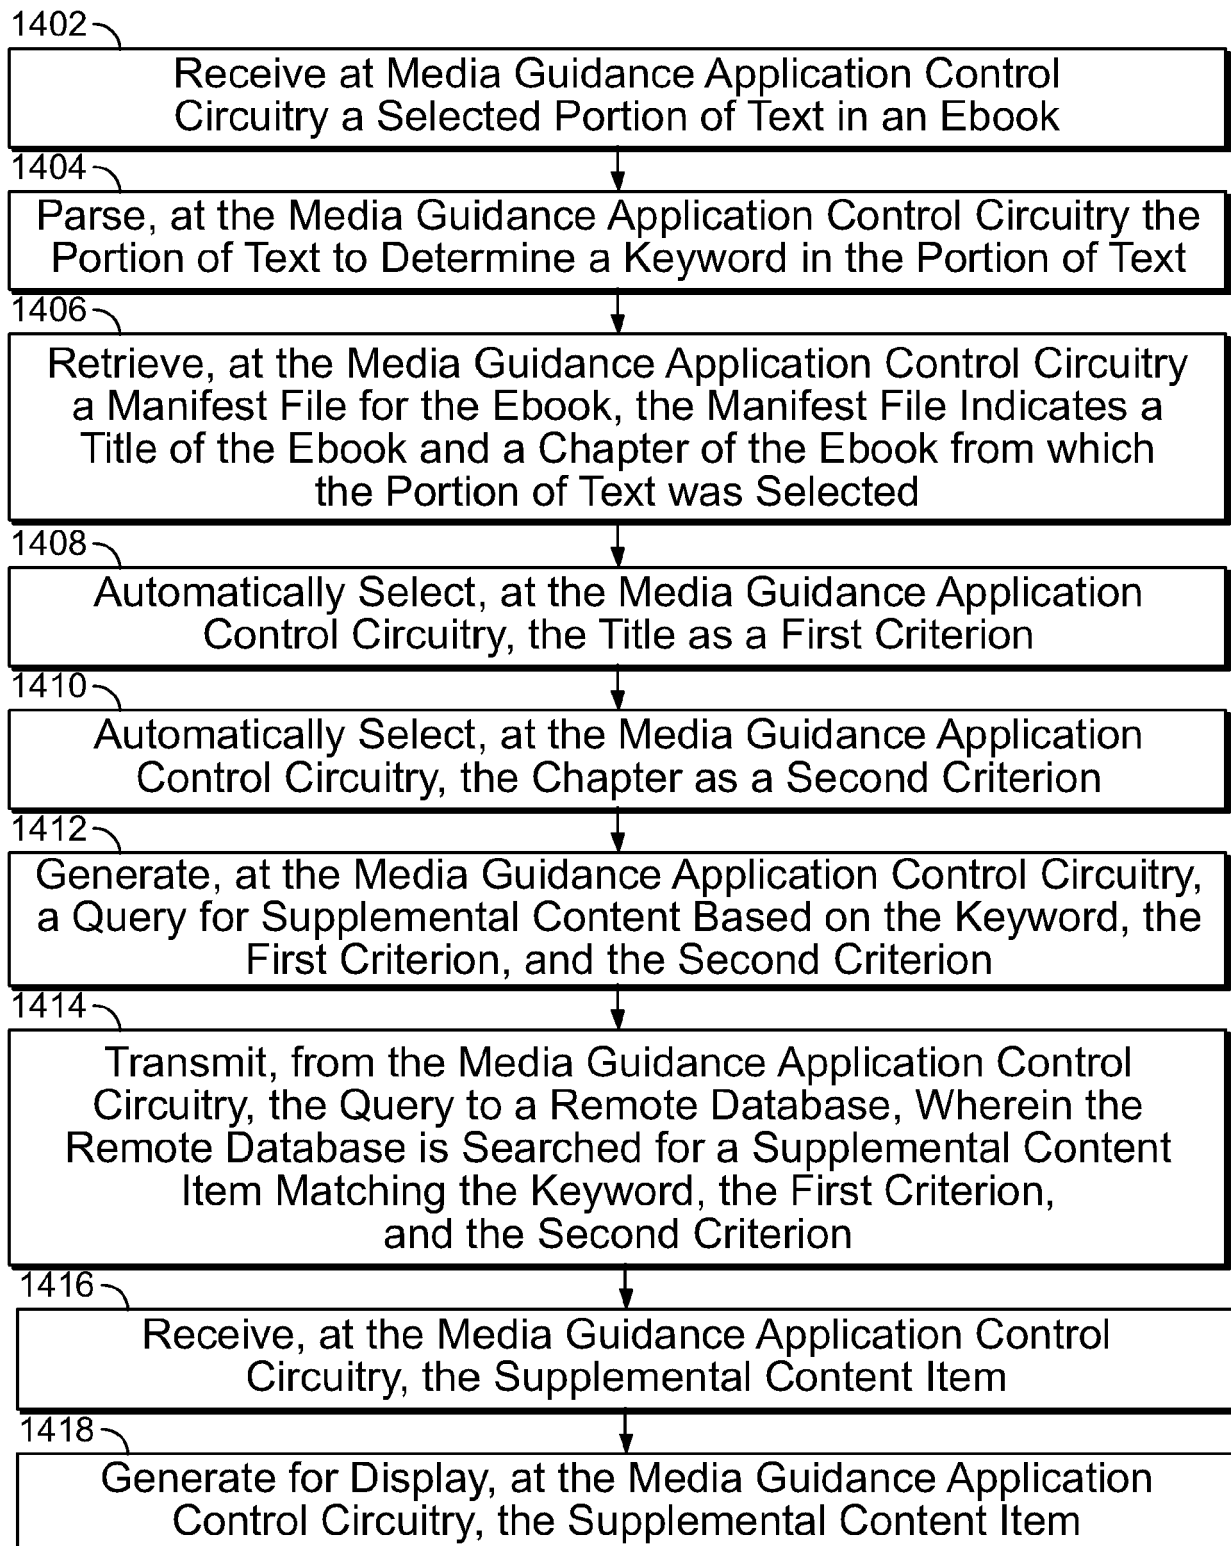 1402
Receive at Media Guidance Application Control
Circuitry a Selected Portion of Text in an Ebook
1404
Parse, at the Media Guidance Application Control Circuitry the
Portion of Text to Determine a Keyword in the Portion of Text
1406
Retrieve, at the Media Guidance Application Control Circuitry
a Manifest File for the Ebook, the Manifest File Indicates a
Title of the Ebook and a Chapter of the Ebook from which
the Portion of Text was Selected
1408
Automatically Select, at the Media Guidance Application
Control Circuitry, the Title as a First Criterion
1410
Automatically Select, at the Media Guidance Application
Control Circuitry, the Chapter as a Second Criterion
1412
Generate, at the Media Guidance Application Control Circuitry,
a Query for Supplemental Content Based on the Keyword, the
First Criterion, and the Second Criterion
1414
Transmit, from the Media Guidance Application Control
Circuitry, the Query to a Remote Database, Wherein the
Remote Database is Searched for a Supplemental Content
Item Matching the Keyword, the First Criterion,
and the Second Criterion
1416
Receive, at the Media Guidance Application Control
Circuitry, the Supplemental Content Item
1418
Generate for Display, at the Media Guidance Application
Control Circuitry, the Supplemental Content Item